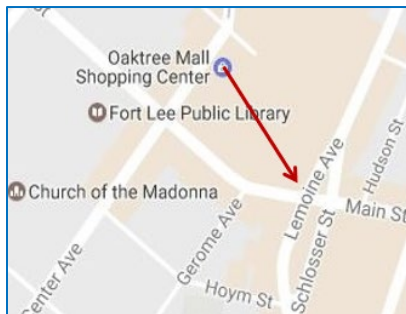 Oaktree Mall
Shopping Center
Fort Lee Public Library
Church of the Madonna
Lemoine Ave
Hudson St
Main St
Gerome Ave
Schlosser St
Center Ave
Hoym St